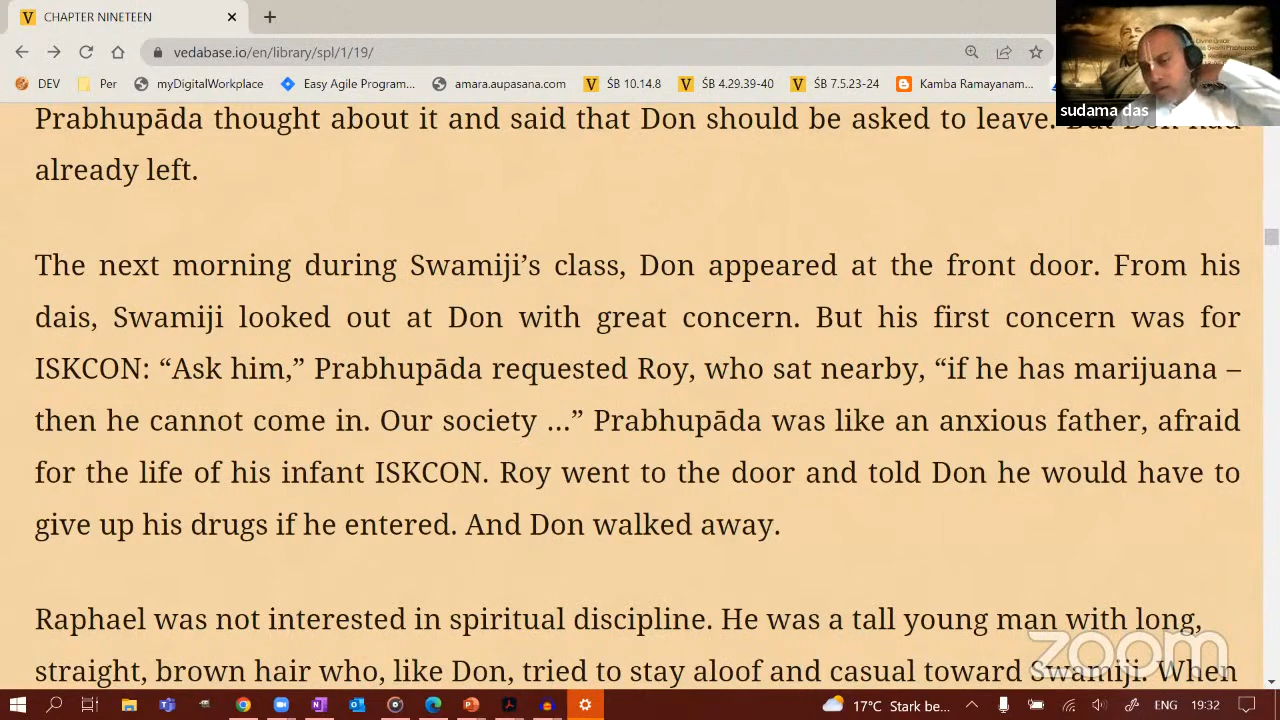 CHAPTER NINETEEN
vedabase.io/en/library/spl/1/19/
DEV Per myDigitalWorkplace Easy Agile Program... amara.aupasana.com ŚB 10.14.8 ŚB 4.29.39-40 ŚB 7.5.23-24 Kamba Ramayanam...
sudama das
Prabhupāda thought about it and said that Don should be asked to leave. But Don had
already left.
The next morning during Swamiji’s class, Don appeared at the front door. From his
dais, Swamiji looked out at Don with great concern. But his first concern was for
ISKCON: “Ask him,” Prabhupāda requested Roy, who sat nearby, “if he has marijuana –
then he cannot come in. Our society …” Prabhupāda was like an anxious father, afraid
for the life of his infant ISKCON. Roy went to the door and told Don he would have to
give up his drugs if he entered. And Don walked away.
Raphael was not interested in spiritual discipline. He was a tall young man with long,
straight, brown hair who, like Don, tried to stay aloof and casual toward Swamiji. When
zoom
17°C Stark be... ENG 19:32